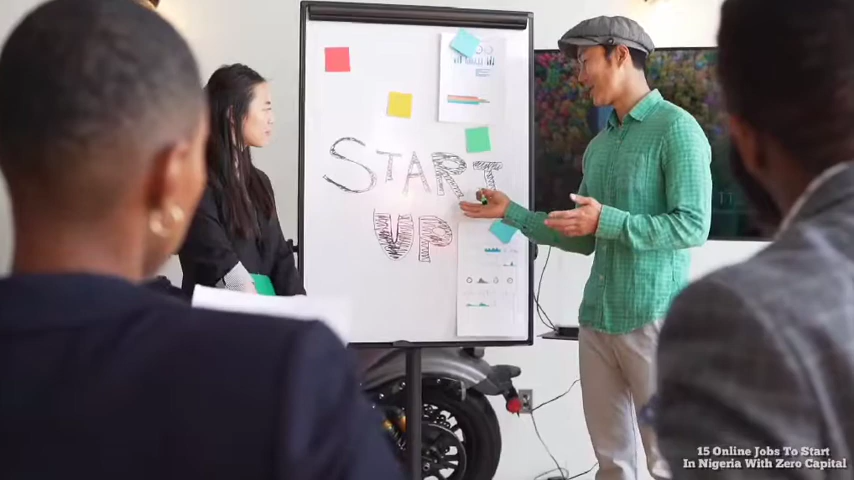 START
UP
15 Online Jobs To Start
In Nigeria With Zero Capital